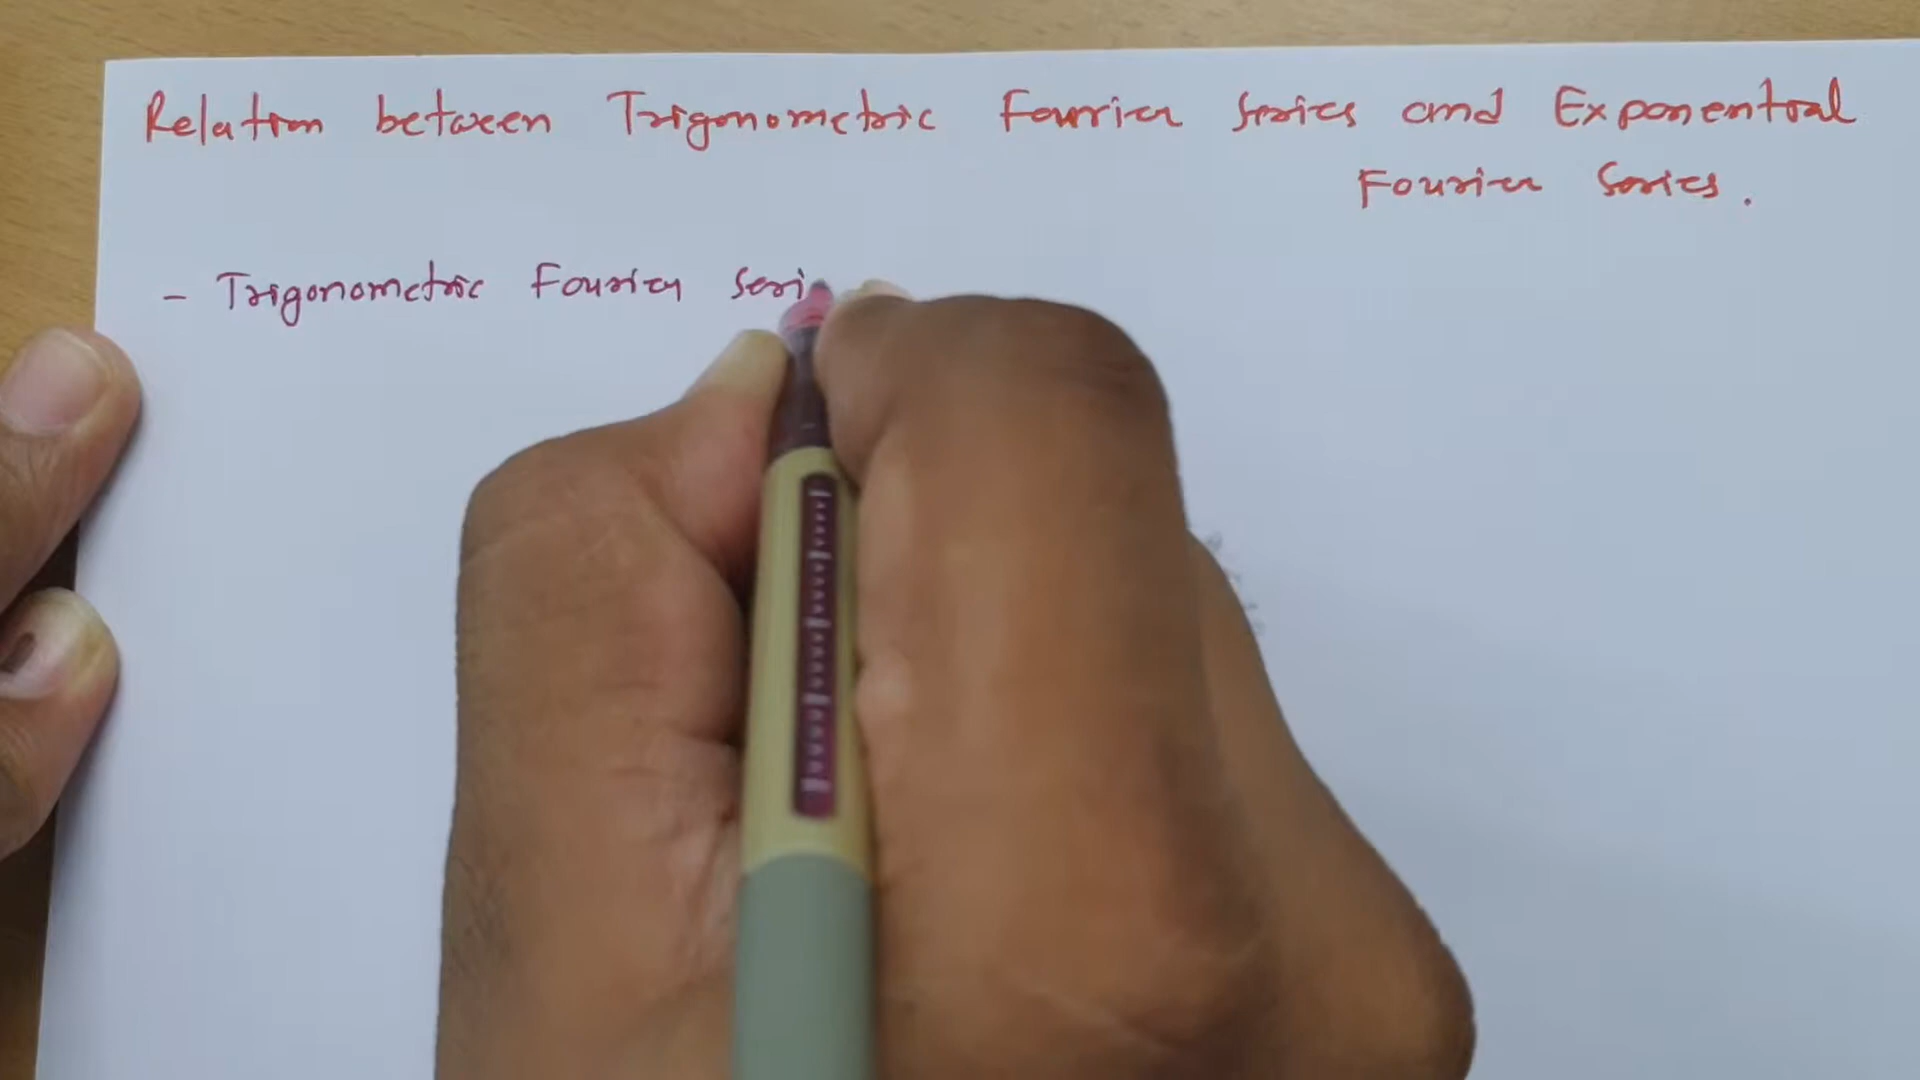 Relation between Trigonometric Fourier Series and Exponential
Fourier Series.
- Trigonometric Fourier Seri